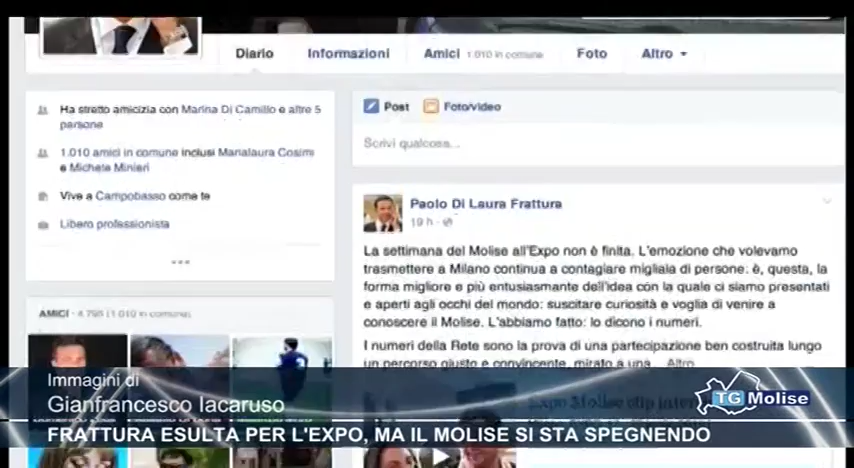 Diario Informazioni Amici 1.010 in comune Foto Altro
Ha stretto amicizia con Marina Di Camillo e altre 5
persone
1.010 amici in comune inclusi Marialaura Cosimi
e Michele Minieri
Vive a Campobasso come te
Libero professionista
AMICI · 4.795 (1.010 in comune)
Post Foto/video
Scrivi qualcosa...
Paolo Di Laura Frattura
19 h ·
La settimana del Molise all'Expo non è finita. L'emozione che volevamo
trasmettere a Milano continua a contagiare migliaia di persone: è, questa, la
forma migliore e più entusiasmante dell'idea con la quale ci siamo presentati
e aperti agli occhi del mondo: suscitare curiosità e voglia di venire a
conoscere il Molise. L'abbiamo fatto: lo dicono i numeri.
I numeri della Rete sono la prova di una partecipazione ben costruita lungo
un percorso giusto e convincente, mirato a una... Altro
Expo Molise clip
Immagini di
Gianfrancesco Iacaruso
TG Molise
FRATTURA ESULTA PER L'EXPO, MA IL MOLISE SI STA SPEGNENDO